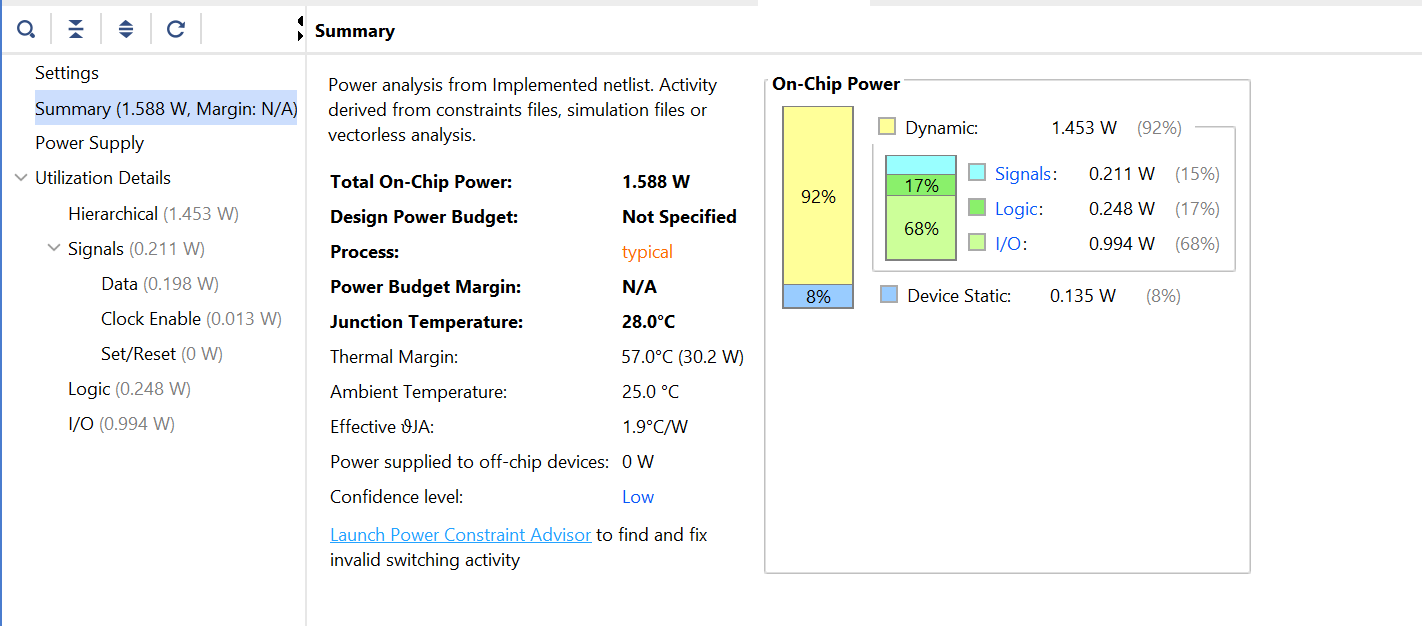 Summary
Settings
Summary (1.588 W, Margin: N/A)
Power Supply
Utilization Details
Hierarchical (1.453 W)
Signals (0.211 W)
Data (0.198 W)
Clock Enable (0.013 W)
Set/Reset (0 W)
Logic (0.248 W)
I/O (0.994 W)
Power analysis from Implemented netlist. Activity
derived from constraints files, simulation files or
vectorless analysis.
Total On-Chip Power: 1.588 W
Design Power Budget: Not Specified
Process: typical
Power Budget Margin: N/A
Junction Temperature: 28.0°C
Thermal Margin: 57.0°C (30.2 W)
Ambient Temperature: 25.0 °C
Effective ϑJA: 1.9°C/W
Power supplied to off-chip devices: 0 W
Confidence level: Low
Launch Power Constraint Advisor to find and fix
invalid switching activity
On-Chip Power
92%
8%
Dynamic: 1.453 W (92%)
17%
68%
Signals: 0.211 W (15%)
Logic: 0.248 W (17%)
I/O: 0.994 W (68%)
Device Static: 0.135 W (8%)